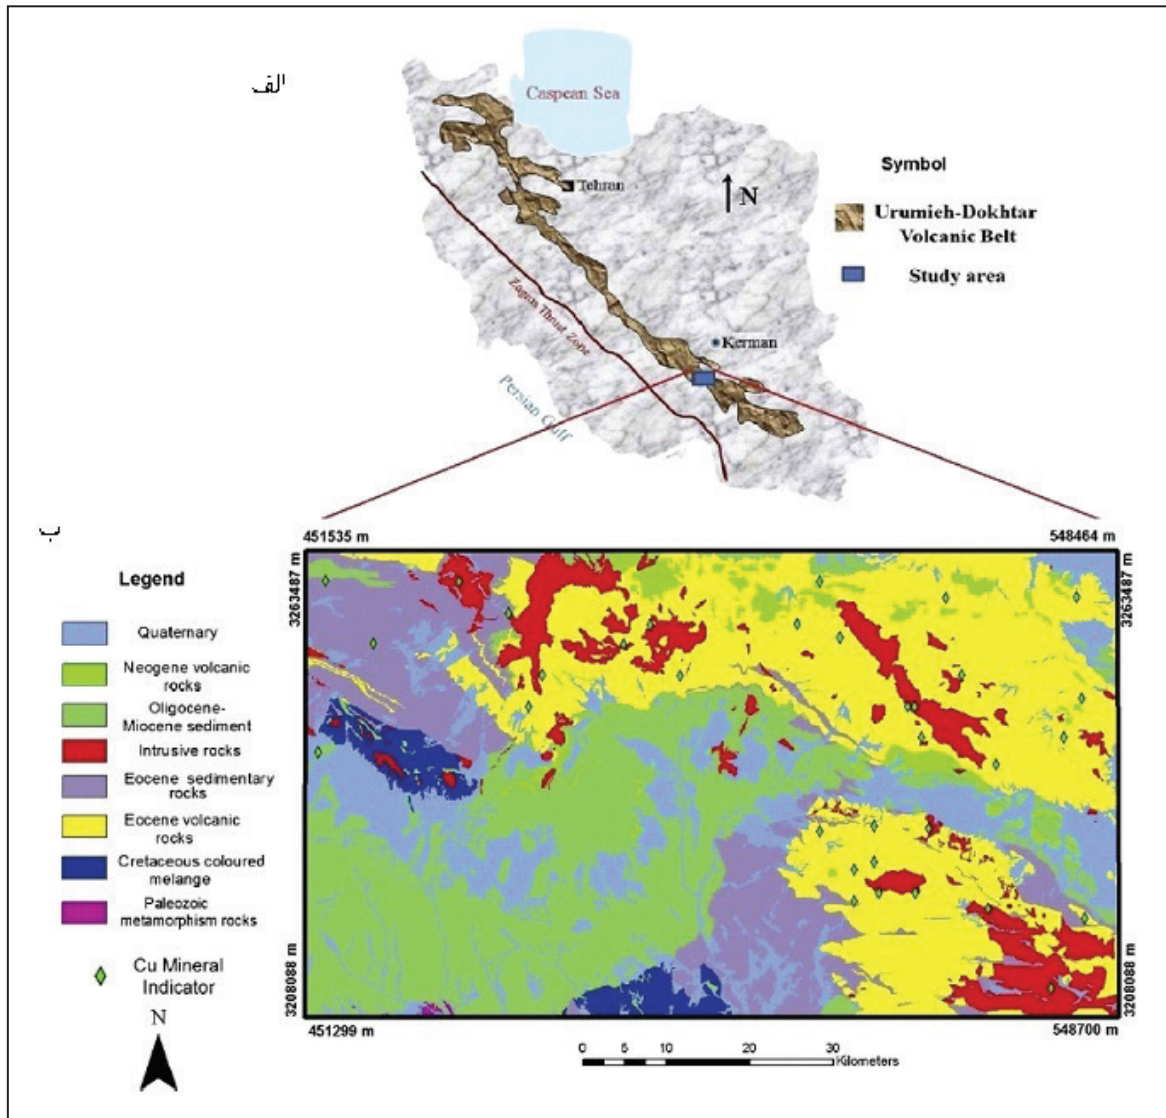 الف
Caspean Sea
Tehran
N
Kerman
Zagros Thrust Zone
Persian Gulf
Symbol
Urumieh-Dokhtar
Volcanic Belt
Study area
ب
451535 m
548464 m
3263487 m
3263487 m
3208088 m
3208088 m
451299 m
548700 m
Legend
Quaternary
Neogene volcanic
rocks
Oligocene-
Miocene sediment
Intrusive rocks
Eocene sedimentary
rocks
Eocene volcanic
rocks
Cretaceous coloured
melange
Paleozoic
metamorphism rocks
Cu Mineral
Indicator
N
0 5 10 20 30
Kilometers